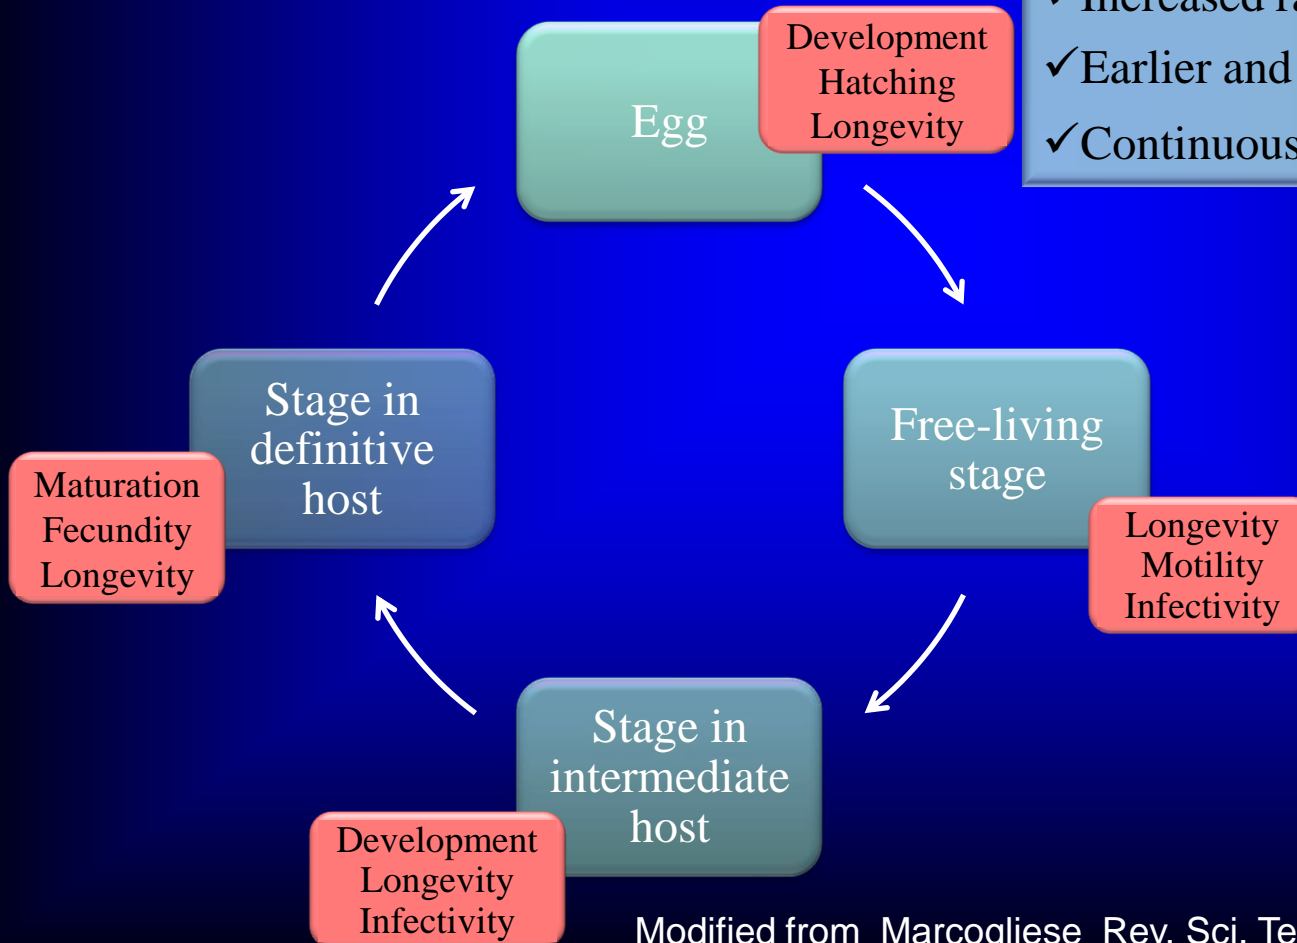 Egg
Development
Hatching
Longevity
✓Increased
✓Earlier and
✓Continuous
Free-living
stage
Longevity
Motility
Infectivity
Stage in
intermediate
host
Development
Longevity
Infectivity
Stage in
definitive
host
Maturation
Fecundity
Longevity
Modified from Marcogliese Rev. Sci.